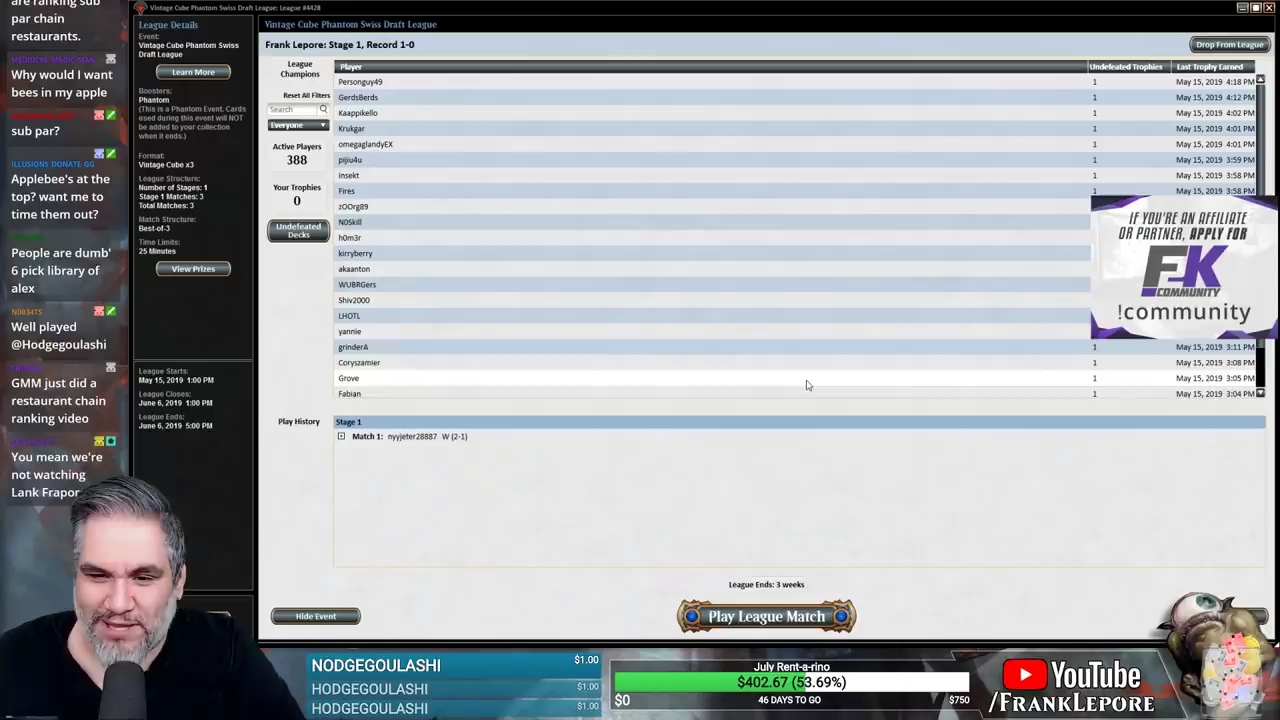 are ranking sub
par chain
restaurants.
MEDIOCRE_MAGIC_MAN
Why would I want
bees in my apple
sub par?
ILLUSIONS_DONATE_GG
Applebee's at the
top? want me to
time them out?
People are dumb'
6 pick library of
alex
N0B34TS
Well played
@Hodgegoulashi
GMM just did a
restaurant chain
ranking video
You mean we're
not watching
Lank Frapor
Vintage Cube Phantom Swiss Draft League: League #4428
League Details
Event:
Vintage Cube Phantom Swiss
Draft League
Learn More
Boosters:
Phantom
(This is a Phantom Event. Cards
used during this event will NOT
be added to your collection
when it ends.)
Format:
Vintage Cube x3
League Structure:
Number of Stages: 1
Stage 1 Matches: 3
Total Matches: 3
Match Structure:
Best-of-3
Time Limits:
25 Minutes
View Prizes
League Starts:
May 15, 2019 1:00 PM
League Closes:
June 6, 2019 1:00 PM
League Ends:
June 6, 2019 5:00 PM
Vintage Cube Phantom Swiss Draft League
Frank Lepore: Stage 1, Record 1-0
Drop From League
League
Champions
Reset All Filters
Search
Everyone
Active Players
388
Your Trophies
0
Undefeated
Decks
Player Undefeated Trophies Last Trophy Earned
Personguy49 1 May 15, 2019 4:18 PM
GerdsBerds 1 May 15, 2019 4:12 PM
Kaappikello 1 May 15, 2019 4:02 PM
Krukgar 1 May 15, 2019 4:01 PM
omegaglandyEX 1 May 15, 2019 4:01 PM
pijiu4u 1 May 15, 2019 3:59 PM
Insekt 1 May 15, 2019 3:58 PM
Fires 1 May 15, 2019 3:58 PM
zOOrg89
N0Skill
h0m3r
kirryberry
akaanton
WUBRGers
Shiv2000
LHOTL
yannie
grinderA 1 May 15, 2019 3:11 PM
Coryszamier 1 May 15, 2019 3:08 PM
Grove 1 May 15, 2019 3:05 PM
Fabian 1 May 15, 2019 3:04 PM
IF YOU'RE AN AFFILIATE
OR PARTNER, APPLY FOR
COMMUNITY
!community
Play History
Stage 1
Match 1: nyyjeter28887 W (2-1)
League Ends: 3 weeks
Hide Event
Play League Match
NODGEGOULASHI $1.00
HODGEGOULASHI $1.00
HODGEGOULASHI $1.00
July Rent-a-rino
$402.67 (53.69%)
$0 46 DAYS TO GO $750
YouTube
/FRANKLEPORE